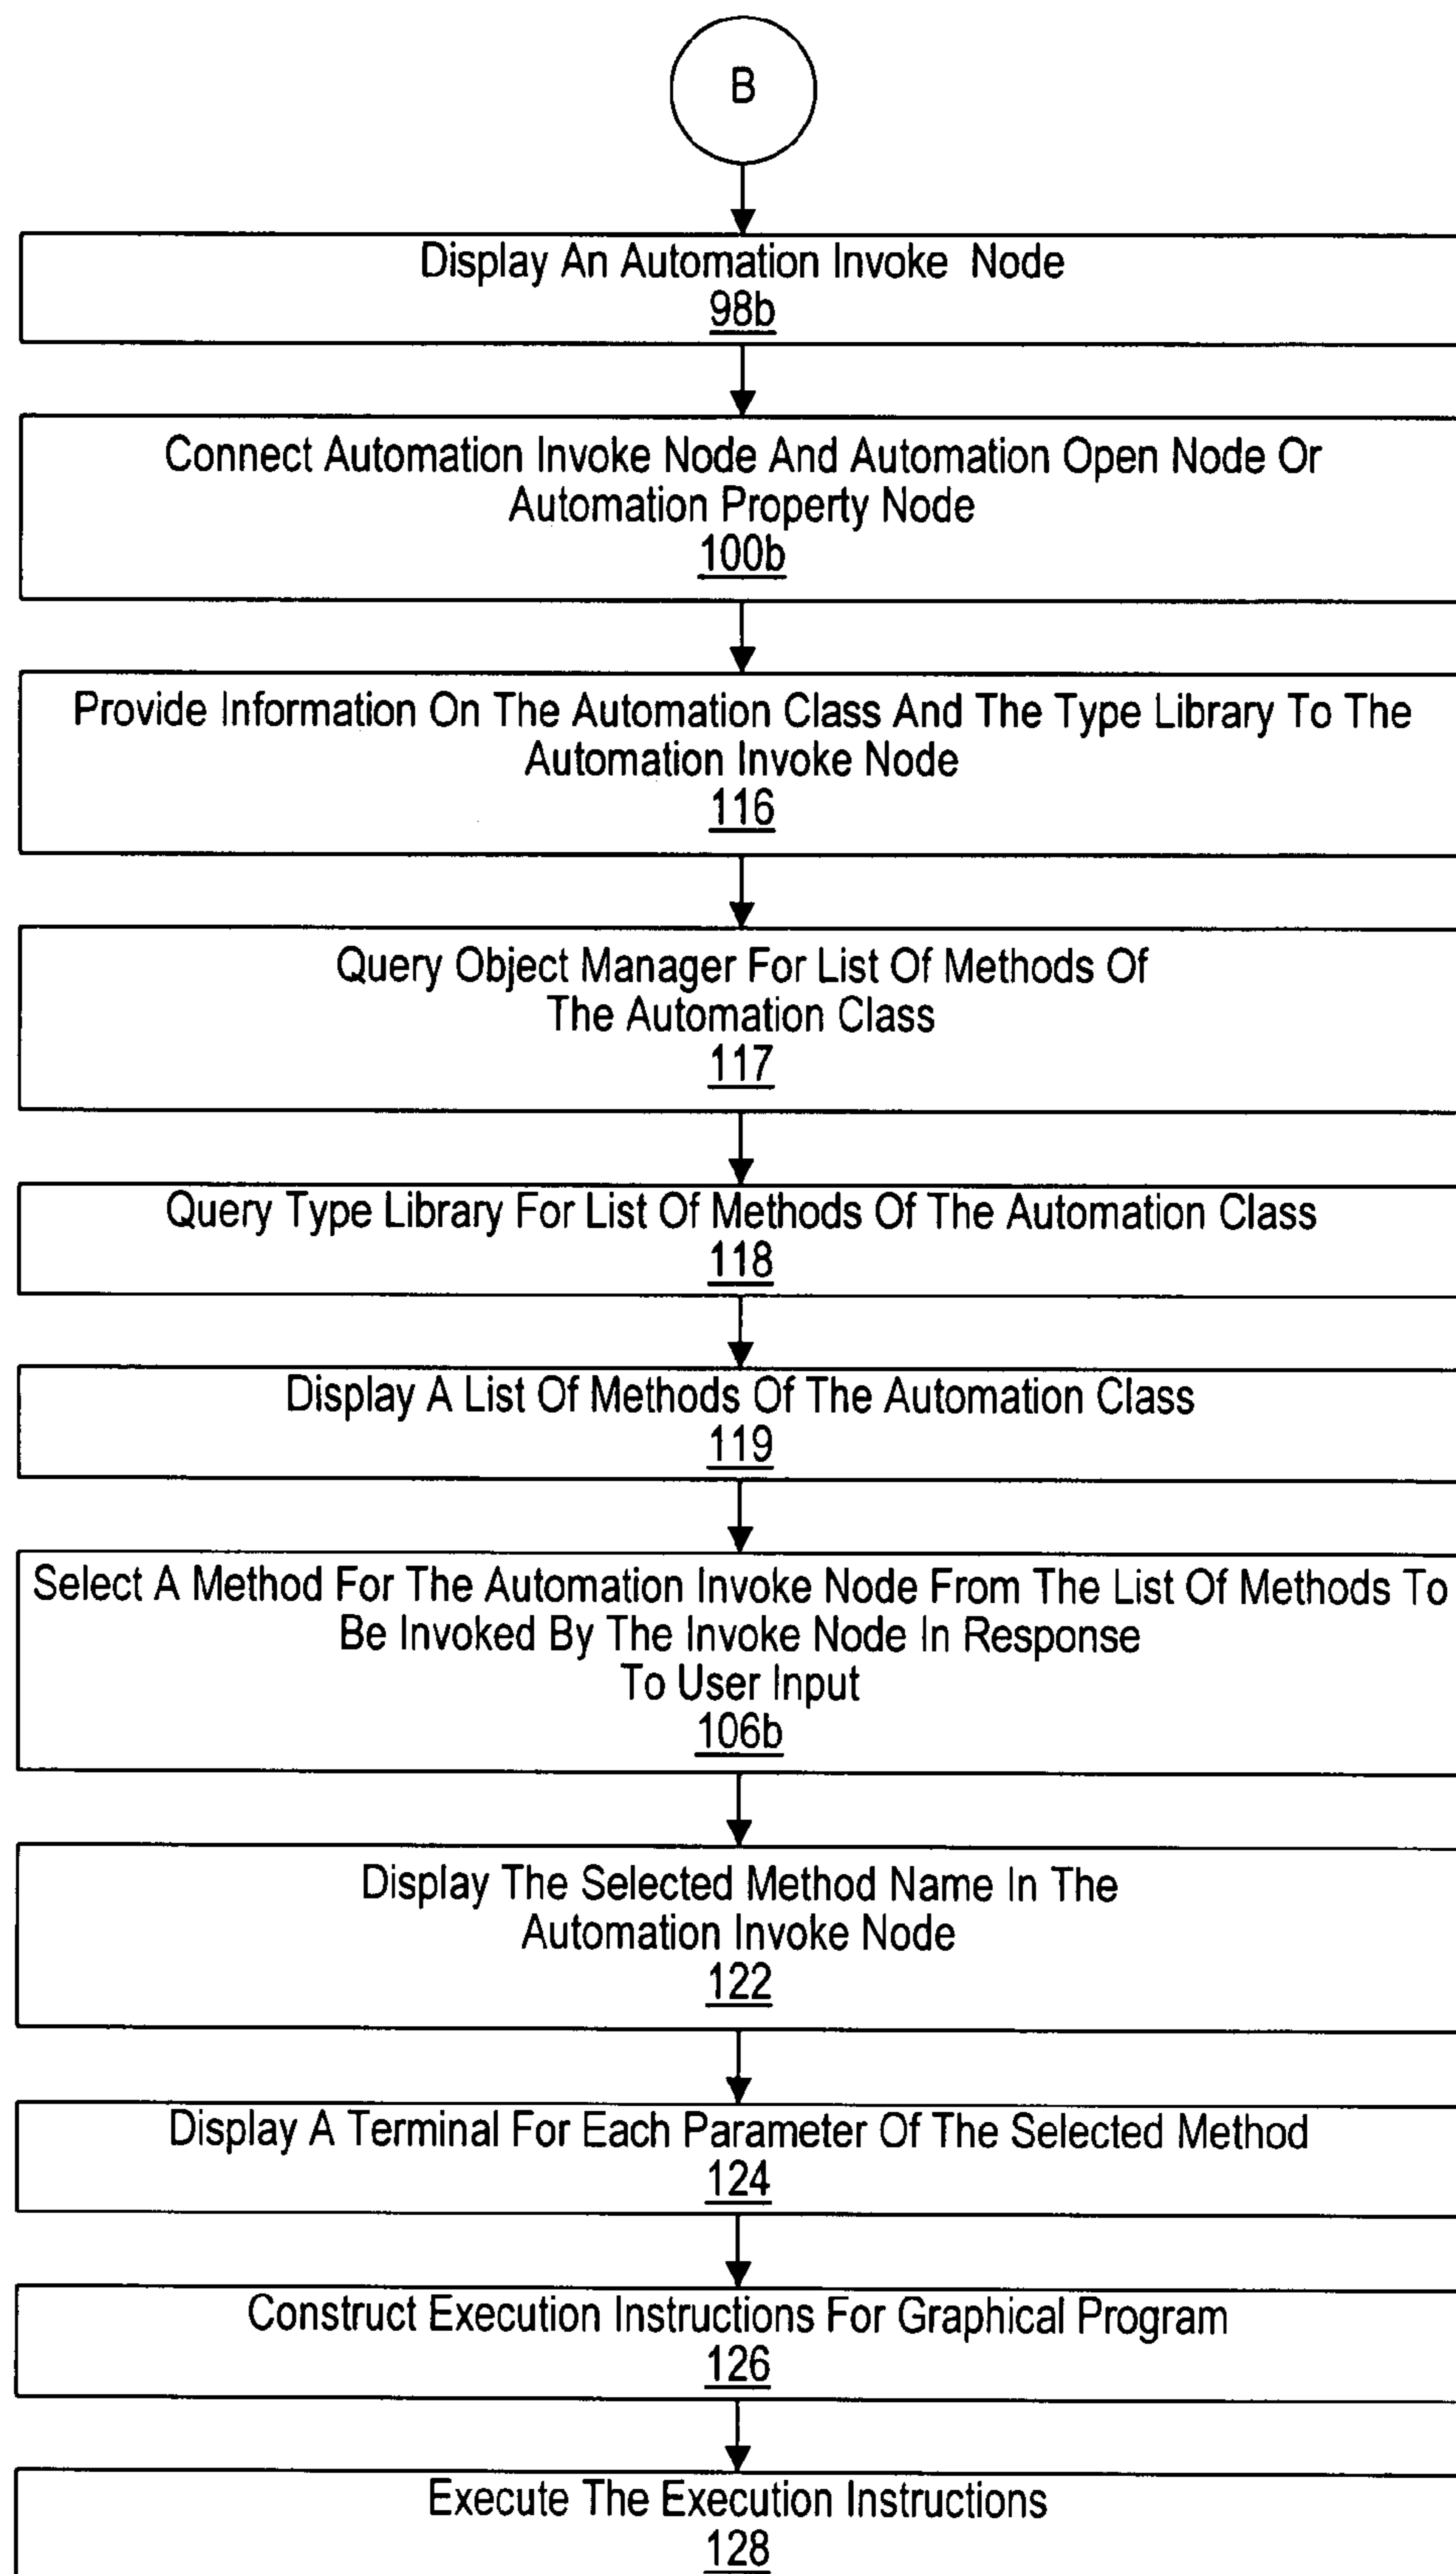 B
Display An Automation Invoke Node
98b
Connect Automation Invoke Node And Automation Open Node Or
Automation Property Node
100b
Provide Information On The Automation Class And The Type Library To The
Automation Invoke Node
116
Query Object Manager For List Of Methods Of
The Automation Class
117
Query Type Library For List Of Methods Of The Automation Class
118
Display A List Of Methods Of The Automation Class
119
Select A Method For The Automation Invoke Node From The List Of Methods To
Be Invoked By The Invoke Node In Response
To User Input
106b
Display The Selected Method Name In The
Automation Invoke Node
122
Display A Terminal For Each Parameter Of The Selected Method
124
Construct Execution Instructions For Graphical Program
126
Execute The Execution Instructions
128